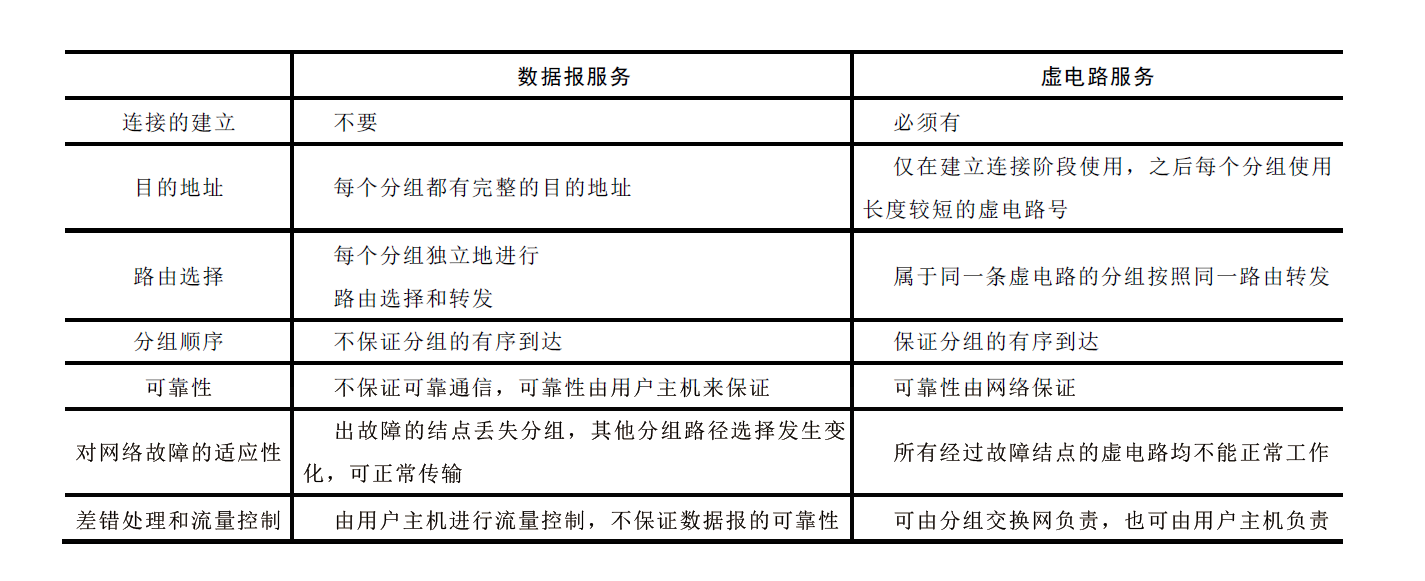 数据报服务 虚电路服务
连接的建立 不要 必须有
目的地址 每个分组都有完整的目的地址 仅在建立连接阶段使用，之后每个分组使用
长度较短的虚电路号
路由选择 每个分组独立地进行
路由选择和转发 属于同一条虚电路的分组按照同一路由转发
分组顺序 不保证分组的有序到达 保证分组的有序到达
可靠性 不保证可靠通信，可靠性由用户主机来保证 可靠性由网络保证
对网络故障的适应性 出故障的结点丢失分组，其他分组路径选择发生变
化，可正常传输 所有经过故障结点的虚电路均不能正常工作
差错处理和流量控制 由用户主机进行流量控制，不保证数据报的可靠性 可由分组交换网负责，也可由用户主机负责